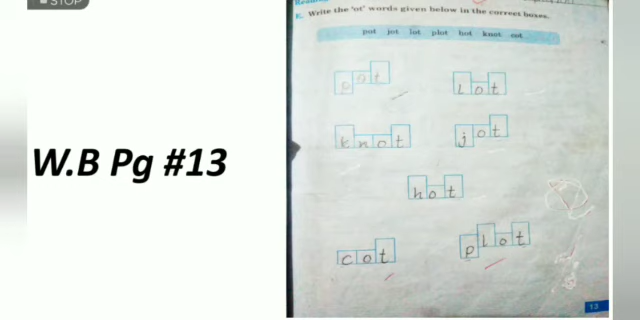 STOP
E. Write the 'ot' words given below in the correct boxes.
pot jot lot plot hot knot cot
pot
Lot
knot
W.B Pg #13
jot
hot
cot
plot
13